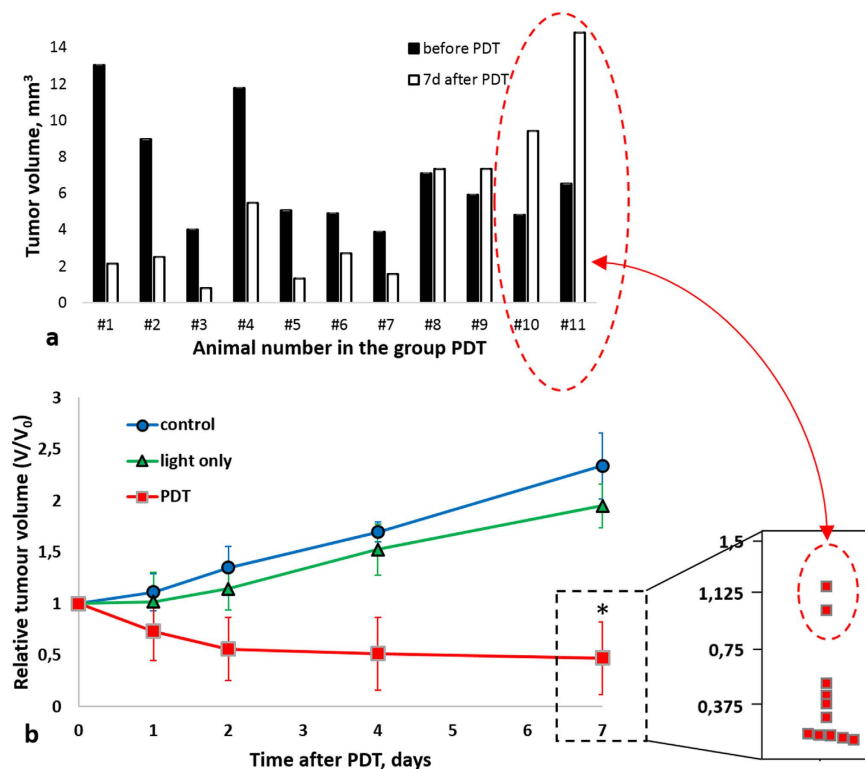 14
12
10
8
6
4
2
0
Tumor volume, mm³
before PDT
7d after PDT
#1 #2 #3 #4 #5 #6 #7 #8 #9 #10 #11
a
Animal number in the group PDT
3
2,5
2
1,5
1
0,5
0
Relative tumour volume (V/V₀)
control
light only
PDT
*
0 1 2 3 4 5 6 7
b
Time after PDT, days
1,5
1,125
0,75
0,375